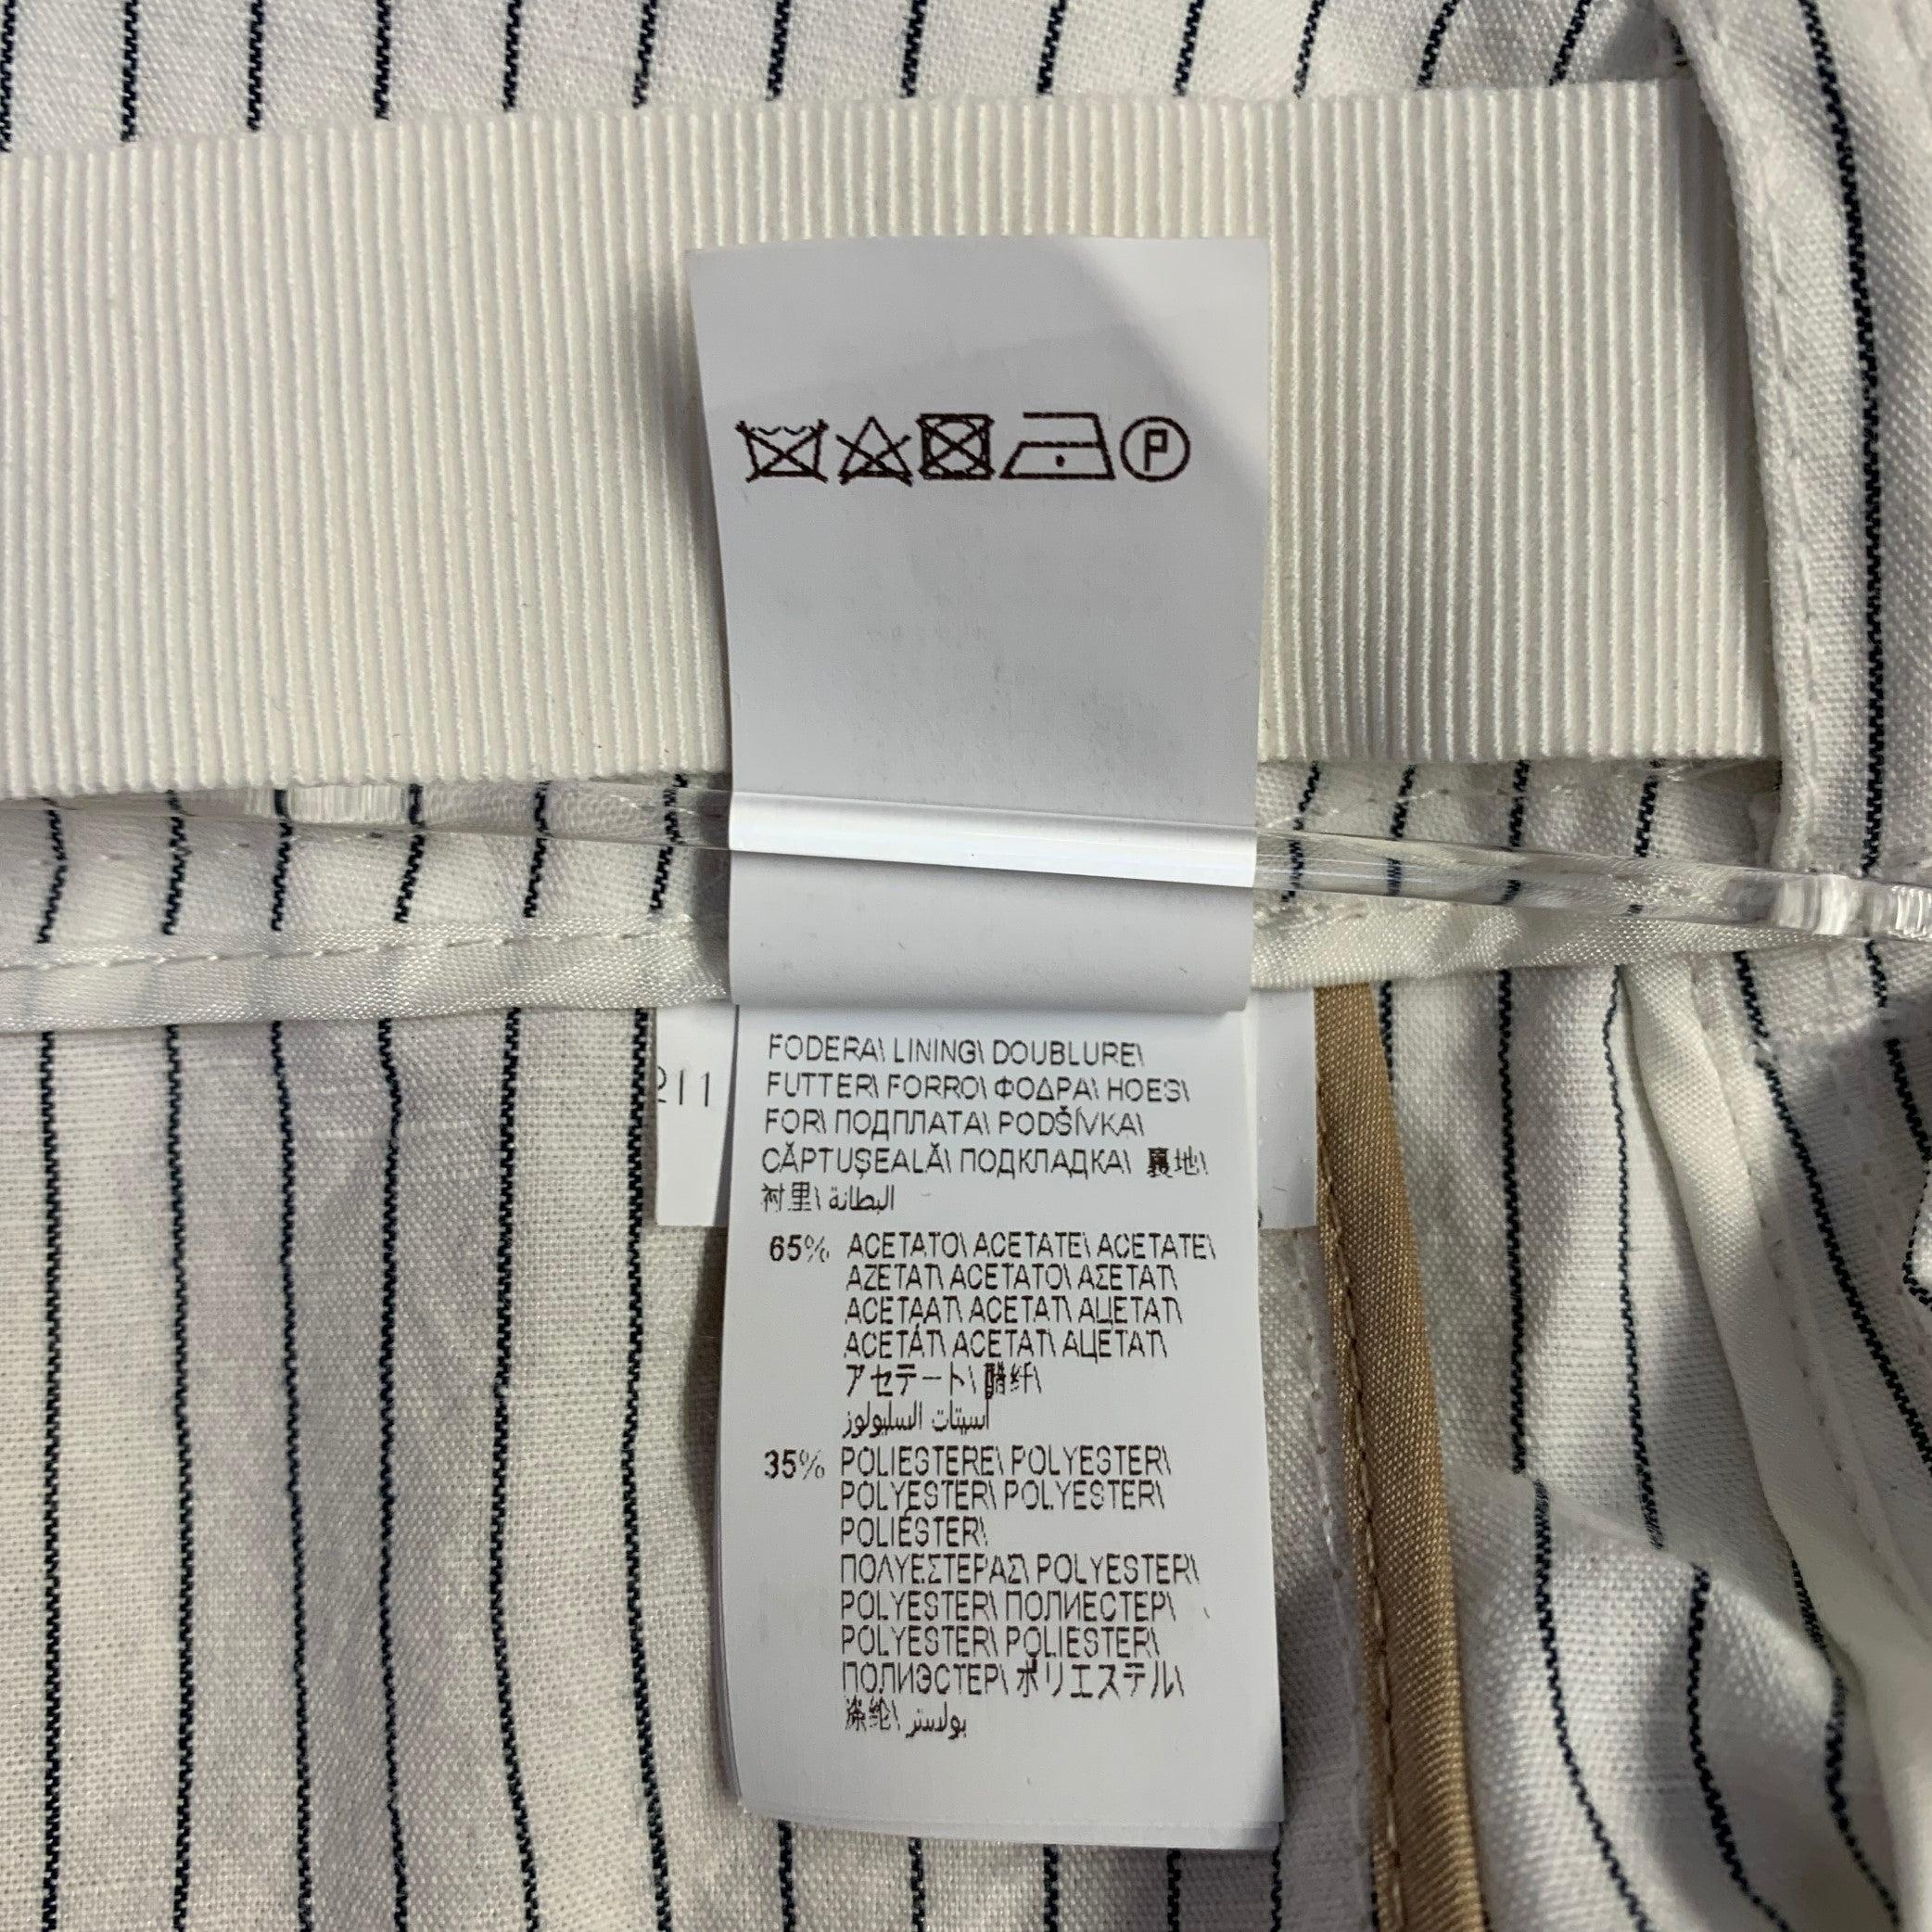 P
FODERA\ LINING\ DOUBLURE\
FUTTER\ FORRO\ ΦΟΔΡΑ\ HOES\
FOR\ ПОДПЛАТА\ PODŠÍVKA\
CĂPTUȘEALĂ\ ПОДКЛАДКА\ 裏地\
衬里\ البطانة
211
65% ACETATO\ ACETATE\ ACETATE\
AZETAT\ ACETATO\ ΑΣΕΤΑΤ\
ACETAAT\ ACETAT\ АЦЕТАТ\
ACETÁT\ ACETAT\ АЦЕТАТ\
アセテート\ 醋纤\
أسيتات السليولوز
35% POLIESTERE\ POLYESTER\
POLYESTER\ POLYESTER\
POLIÉSTER\
ΠΟΛΥΕΣΤΕΡΑΣ\ POLYESTER\
POLYESTER\ ПОЛИЕСТЕР\
POLYESTER\ POLIESTER\
ПОЛИЭСТЕР\ ポリエステル\
涤纶\ بولستر